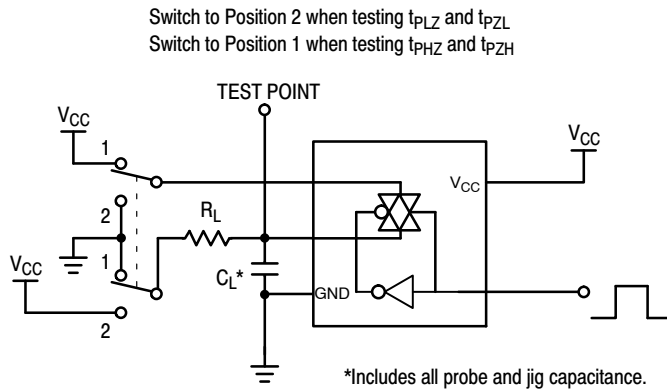 Switch to Position 2 when testing tPLZ and tPZL
Switch to Position 1 when testing tPHZ and tPZH
TEST POINT
VCC
VCC
1
VCC
RL
2
1
VCC
CL*
GND
2
*Includes all probe and jig capacitance.